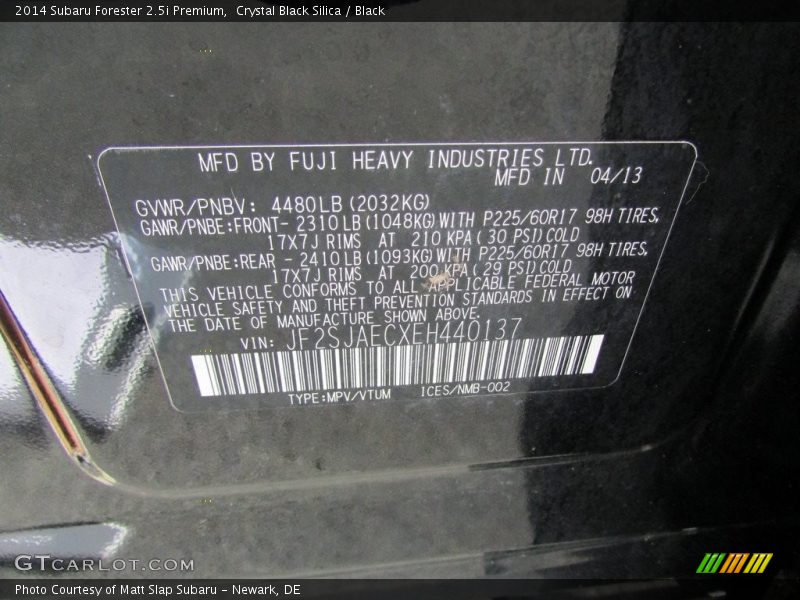 2014 Subaru Forester 2.5i Premium,  Crystal Black Silica / Black
MFD BY FUJI HEAVY INDUSTRIES LTD.
MFD IN 04/13
GVWR/PNBV: 4480LB (2032KG)
GAWR/PNBE:FRONT- 2310 LB (1048KG) WITH P225/60R17 98H TIRES,
17X7J RIMS AT 210 KPA ( 30 PSI) COLD
GAWR/PNBE:REAR - 2410 LB (1093KG) WITH P225/60R17 98H TIRES,
17X7J RIMS AT 200 KPA ( 29 PSI) COLD
THIS VEHICLE CONFORMS TO ALL APPLICABLE FEDERAL MOTOR
VEHICLE SAFETY AND THEFT PREVENTION STANDARDS IN EFFECT ON
THE DATE OF MANUFACTURE SHOWN ABOVE.
VIN: JF2SJAECXEH440137
TYPE:MPV/VTUM ICES/NMB-002
GTCARLOT.COM
Photo Courtesy of Matt Slap Subaru - Newark, DE